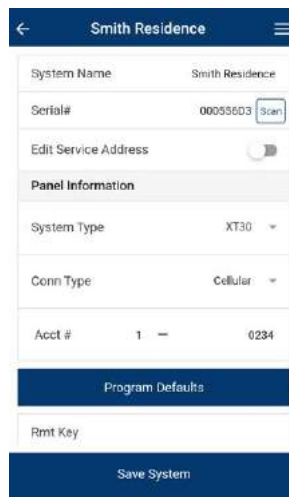 Smith Residence
System Name Smith Residence
Serial# 000556D3 Scan
Edit Service Address
Panel Information
System Type XT30
Conn Type Cellular
Acct # 1 – 0234
Program Defaults
Rmt Key
Save System